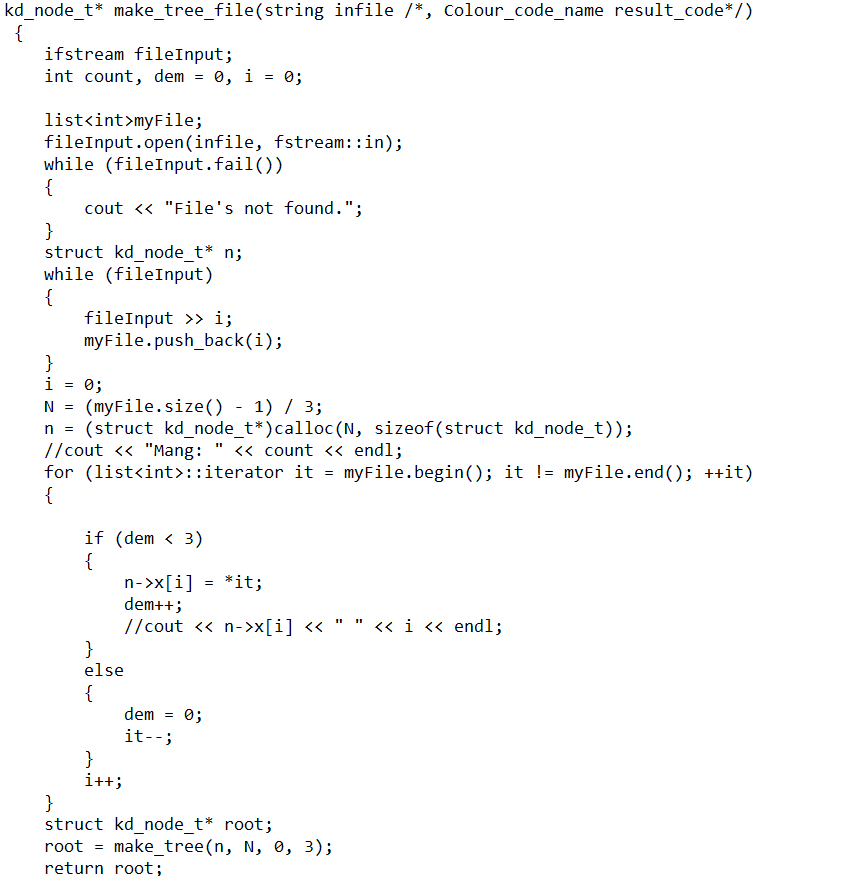 kd_node_t* make_tree_file(string infile /*, Colour_code_name result_code*/)
{
ifstream fileInput;
int count, dem = 0, i = 0;
list<int>myFile;
fileInput.open(infile, fstream::in);
while (fileInput.fail())
{
cout << "File's not found.";
}
struct kd_node_t* n;
while (fileInput)
{
fileInput >> i;
myFile.push_back(i);
}
i = 0;
N = (myFile.size() - 1) / 3;
n = (struct kd_node_t*)calloc(N, sizeof(struct kd_node_t));
//cout << "Mang: " << count << endl;
for (list<int>::iterator it = myFile.begin(); it != myFile.end(); ++it)
{
if (dem < 3)
{
n->x[i] = *it;
dem++;
//cout << n->x[i] << " " << i << endl;
}
else
{
dem = 0;
it--;
}
i++;
}
struct kd_node_t* root;
root = make_tree(n, N, 0, 3);
return root;